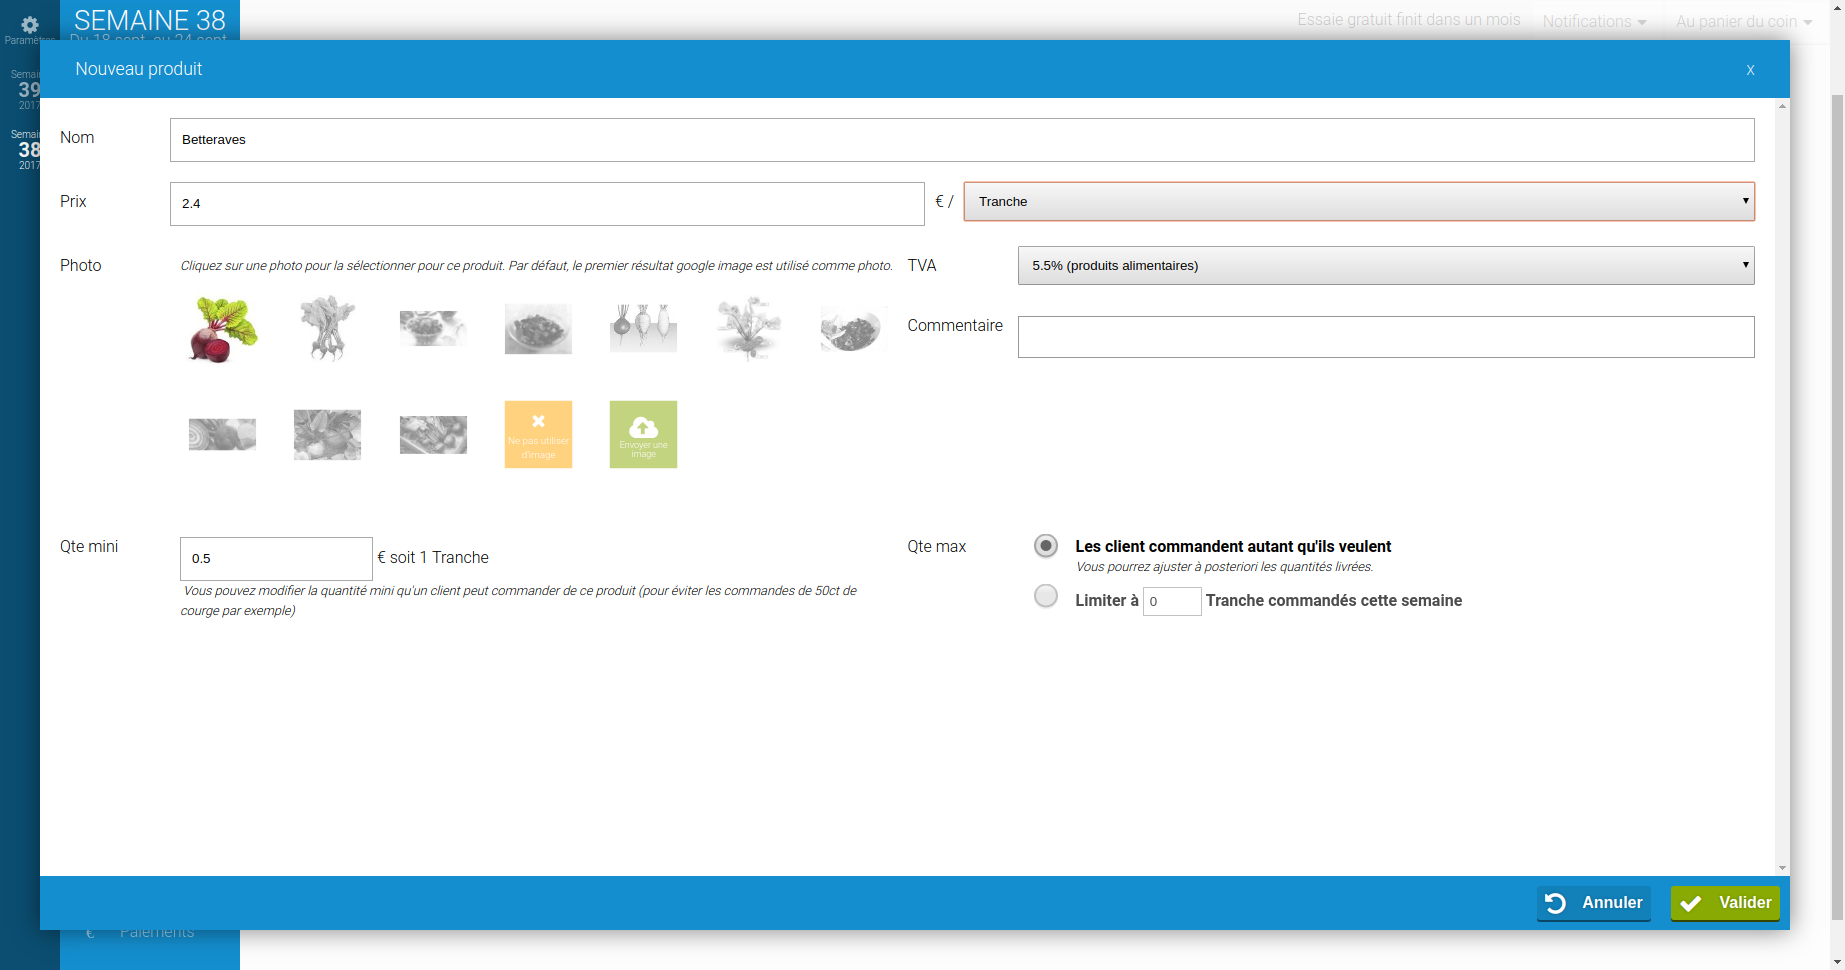 SEMAINE 38
Essaie gratuit finit dans un mois
Notifications
Au panier du coin
Du 18 sept. au 24 sept.
39
2017
38
2017
Nouveau produit
x
Nom
Betteraves
Prix
2.4
€ /
Tranche
Photo
Cliquez sur une photo pour la sélectionner pour ce produit. Par défaut, le premier résultat google image est utilisé comme photo.
TVA
5.5% (produits alimentaires)
Commentaire
Ne pas utiliser
d'image
Envoyer une
image
Qte mini
0.5
€ soit 1 Tranche
Vous pouvez modifier la quantité mini qu'un client peut commander de ce produit (pour éviter les commandes de 50ct de
courge par exemple)
Qte max
Les client commandent autant qu'ils veulent
Vous pourrez ajuster à posteriori les quantités livrées.
Limiter à
0
Tranche commandés cette semaine
Annuler
Valider
€
Paiements